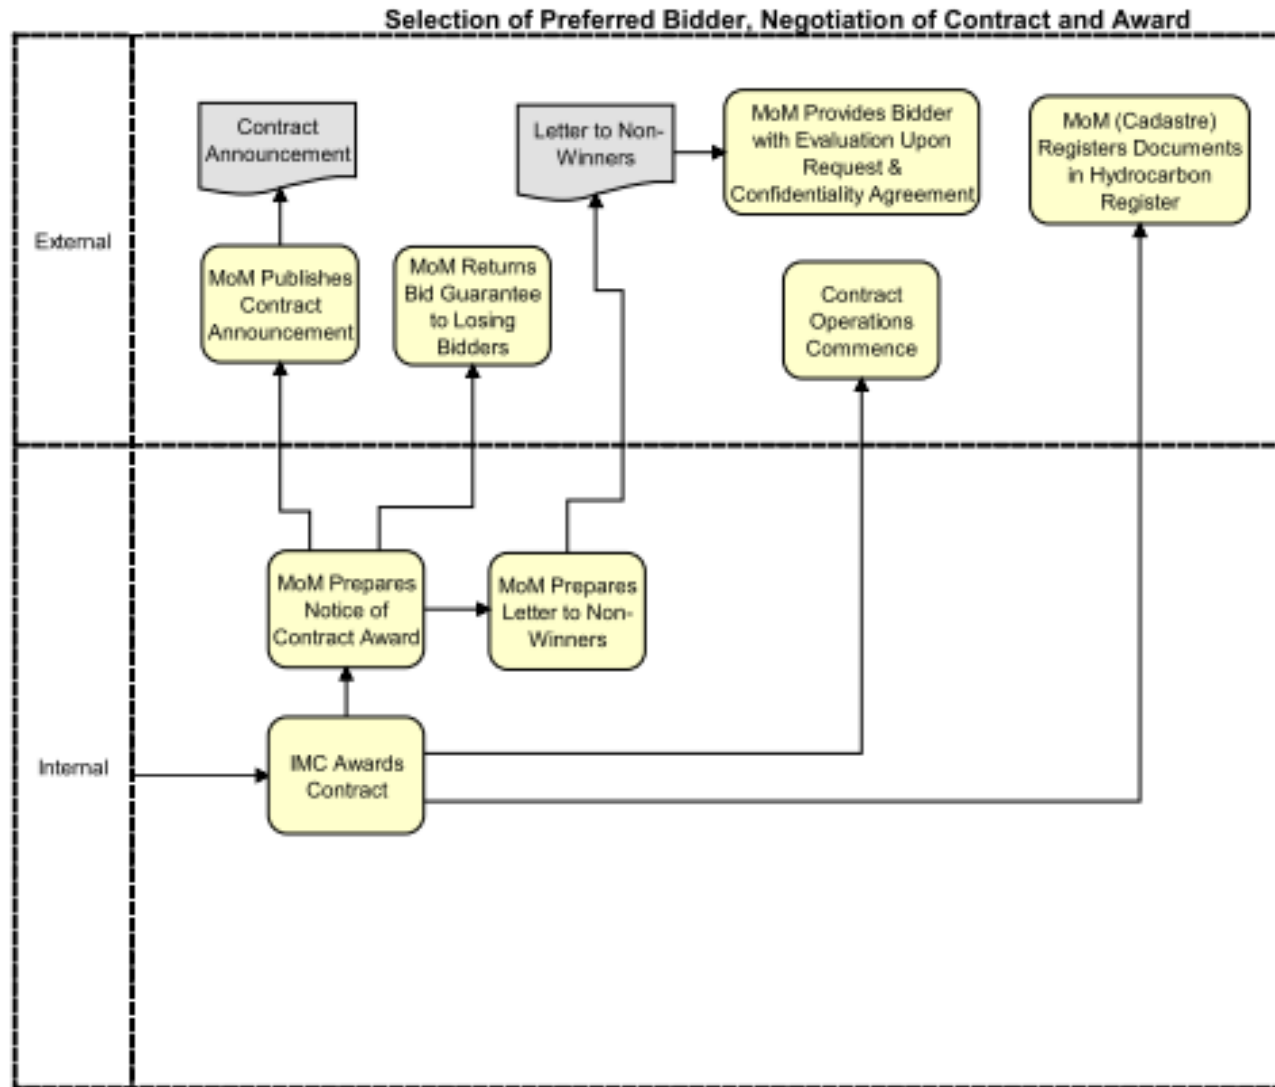 Selection of Preferred Bidder, Negotiation of Contract and Award
External
Contract
Announcement
Letter to Non-
Winners
MoM Provides Bidder
with Evaluation Upon
Request &
Confidentiality Agreement
MoM (Cadastre)
Registers Documents
in Hydrocarbon
Register
MoM Publishes
Contract
Announcement
MoM Returns
Bid Guarantee
to Losing
Bidders
Contract
Operations
Commence
Internal
MoM Prepares
Notice of
Contract Award
MoM Prepares
Letter to Non-
Winners
IMC Awards
Contract